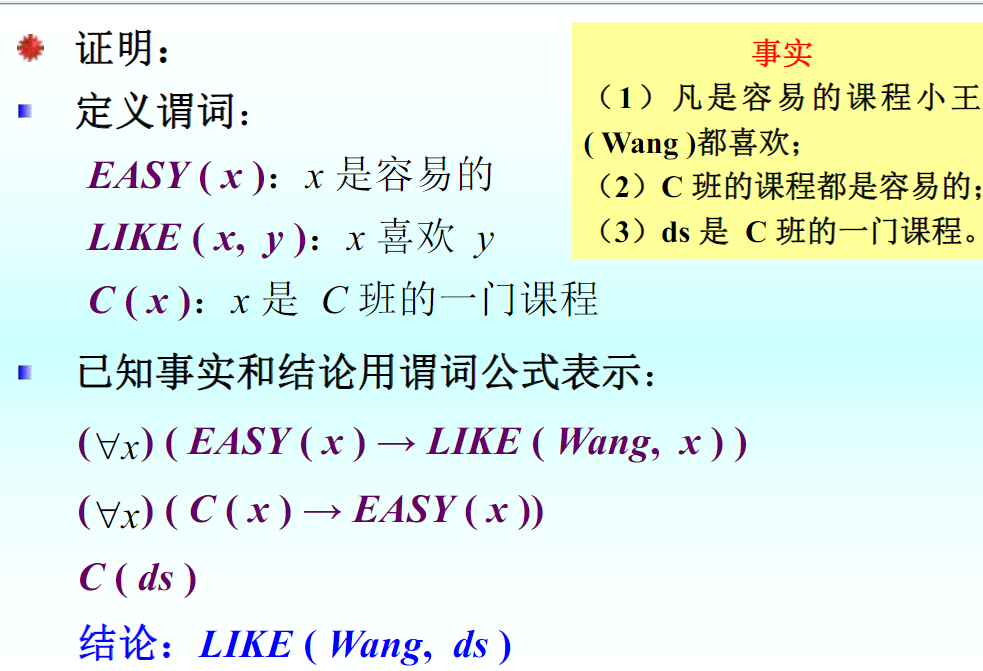 证明：
定义谓词：
EASY ( x )： x 是容易的
LIKE ( x, y )： x 喜欢 y
C ( x )： x 是 C 班的一门课程
已知事实和结论用谓词公式表示：
(∀x) ( EASY ( x ) → LIKE ( Wang, x ) )
(∀x) ( C ( x ) → EASY ( x ))
C ( ds )
结论：LIKE ( Wang, ds )
事实
（1）凡是容易的课程小王
( Wang )都喜欢；
（2）C 班的课程都是容易的；
（3）ds 是 C 班的一门课程。